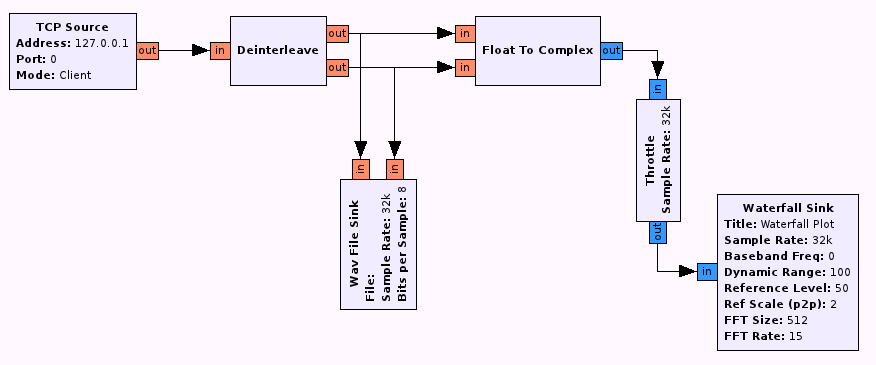 TCP Source
Address: 127.0.0.1
Port: 0
Mode: Client
out
in
Deinterleave
out
out
in
in
Float To Complex
out
in
Throttle
Sample Rate: 32k
out
in
in
Wav File Sink
File:
Sample Rate: 32k
Bits per Sample: 8
in
Waterfall Sink
Title: Waterfall Plot
Sample Rate: 32k
Baseband Freq: 0
Dynamic Range: 100
Reference Level: 50
Ref Scale (p2p): 2
FFT Size: 512
FFT Rate: 15